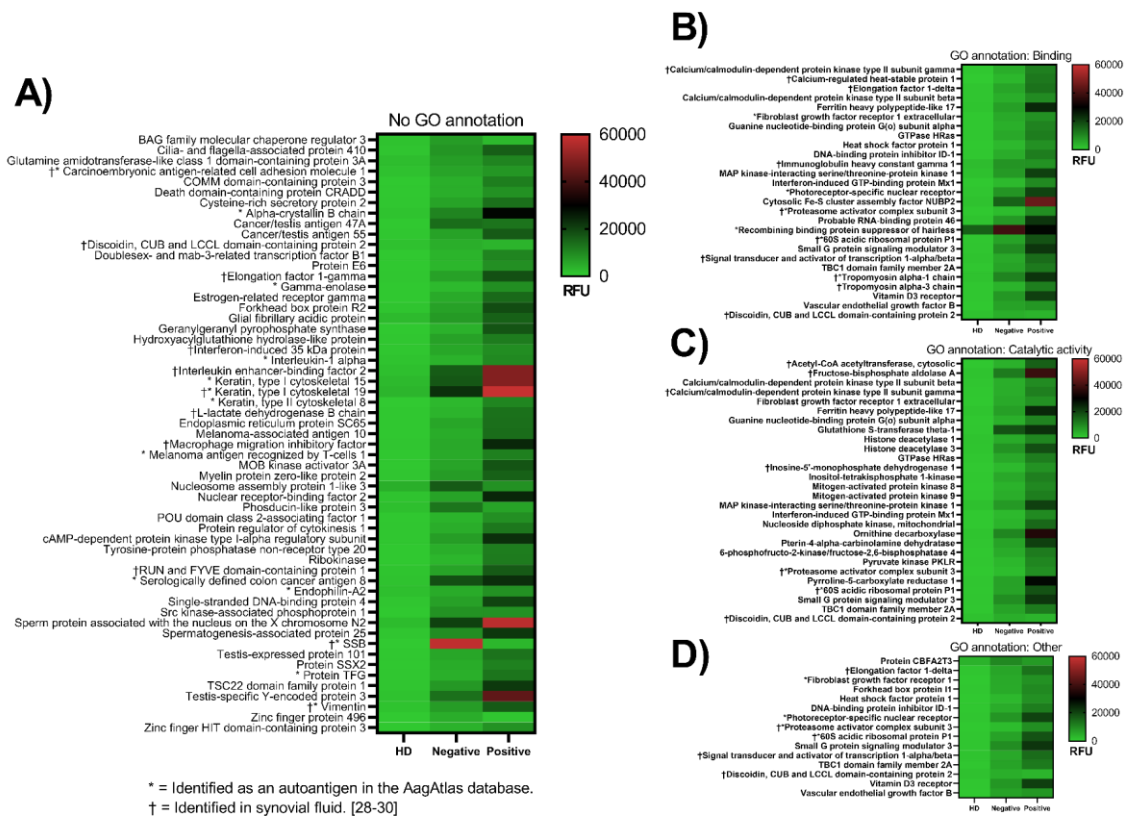 A)
No GO annotation
BAG family molecular chaperone regulator 3
Cilia- and flagella-associated protein 410
Glutamine amidotransferase-like class 1 domain-containing protein 3A
†* Carcinoembryonic antigen-related cell adhesion molecule 1
COMM domain-containing protein 3
Death domain-containing protein CRADD
Cysteine-rich secretory protein 2
* Alpha-crystallin B chain
Cancer/testis antigen 47A
Cancer/testis antigen 55
†Discoidin, CUB and LCCL domain-containing protein 2
Doublesex- and mab-3-related transcription factor B1
Protein E6
†Elongation factor 1-gamma
* Gamma-enolase
Estrogen-related receptor gamma
Forkhead box protein R2
Glial fibrillary acidic protein
Geranylgeranyl pyrophosphate synthase
Hydroxyacylglutathione hydrolase-like protein
†Interferon-induced 35 kDa protein
* Interleukin-1 alpha
†Interleukin enhancer-binding factor 2
* Keratin, type I cytoskeletal 15
†* Keratin, type I cytoskeletal 19
* Keratin, type II cytoskeletal 8
†L-lactate dehydrogenase B chain
Endoplasmic reticulum protein SC65
Melanoma-associated antigen 10
†Macrophage migration inhibitory factor
* Melanoma antigen recognized by T-cells 1
MOB kinase activator 3A
Myelin protein zero-like protein 2
Nucleosome assembly protein 1-like 3
Nuclear receptor-binding factor 2
Phosducin-like protein 3
POU domain class 2-associating factor 1
Protein regulator of cytokinesis 1
cAMP-dependent protein kinase type I-alpha regulatory subunit
Tyrosine-protein phosphatase non-receptor type 20
Ribokinase
†RUN and FYVE domain-containing protein 1
* Serologically defined colon cancer antigen 8
* Endophilin-A2
Single-stranded DNA-binding protein 4
Src kinase-associated phosphoprotein 1
Sperm protein associated with the nucleus on the X chromosome N2
Spermatogenesis-associated protein 25
†* SSB
Testis-expressed protein 101
Protein SSX2
* Protein TFG
TSC22 domain family protein 1
Testis-specific Y-encoded protein 3
†* Vimentin
Zinc finger protein 496
Zinc finger HIT domain-containing protein 3
HD Negative Positive
60000
40000
20000
0
RFU
* = Identified as an autoantigen in the AagAtlas database.
† = Identified in synovial fluid. [28-30]
B)
GO annotation: Binding
†Calcium/calmodulin-dependent protein kinase type II subunit gamma
†Calcium-regulated heat-stable protein 1
†Elongation factor 1-delta
Calcium/calmodulin-dependent protein kinase type II subunit beta
Ferritin heavy polypeptide-like 17
*Fibroblast growth factor receptor 1 extracellular
Guanine nucleotide-binding protein G(o) subunit alpha
GTPase HRas
Heat shock factor protein 1
DNA-binding protein inhibitor ID-1
†Immunoglobulin heavy constant gamma 1
MAP kinase-interacting serine/threonine-protein kinase 1
Interferon-induced GTP-binding protein Mx1
*Photoreceptor-specific nuclear receptor
Cytosolic Fe-S cluster assembly factor NUBP2
†*Proteasome activator complex subunit 3
Probable RNA-binding protein 46
*Recombining binding protein suppressor of hairless
†*60S acidic ribosomal protein P1
Small G protein signaling modulator 3
†Signal transducer and activator of transcription 1-alpha/beta
TBC1 domain family member 2A
†*Tropomyosin alpha-1 chain
†Tropomyosin alpha-3 chain
Vitamin D3 receptor
Vascular endothelial growth factor B
†Discoidin, CUB and LCCL domain-containing protein 2
HD Negative Positive
60000
40000
20000
0
RFU
C)
GO annotation: Catalytic activity
†Acetyl-CoA acetyltransferase, cytosolic
†Fructose-bisphosphate aldolase A
Calcium/calmodulin-dependent protein kinase type II subunit beta
†Calcium/calmodulin-dependent protein kinase type II subunit gamma
Fibroblast growth factor receptor 1 extracellular
Ferritin heavy polypeptide-like 17
Guanine nucleotide-binding protein G(o) subunit alpha
Glutathione S-transferase theta-1
Histone deacetylase 1
Histone deacetylase 3
GTPase HRas
†Inosine-5'-monophosphate dehydrogenase 1
Inositol-tetrakisphosphate 1-kinase
Mitogen-activated protein kinase 8
Mitogen-activated protein kinase 9
MAP kinase-interacting serine/threonine-protein kinase 1
Interferon-induced GTP-binding protein Mx1
Nucleoside diphosphate kinase, mitochondrial
Ornithine decarboxylase
Pterin-4-alpha-carbinolamine dehydratase
6-phosphofructo-2-kinase/fructose-2,6-bisphosphatase 4
Pyruvate kinase PKLR
†*Proteasome activator complex subunit 3
Pyrroline-5-carboxylate reductase 1
†*60S acidic ribosomal protein P1
Small G protein signaling modulator 3
TBC1 domain family member 2A
†Discoidin, CUB and LCCL domain-containing protein 2
HD Negative Positive
60000
40000
20000
0
RFU
D)
GO annotation: Other
Protein CBFA2T3
†Elongation factor 1-delta
*Fibroblast growth factor receptor 1
Forkhead box protein I1
Heat shock factor protein 1
DNA-binding protein inhibitor ID-1
*Photoreceptor-specific nuclear receptor
†*Proteasome activator complex subunit 3
†*60S acidic ribosomal protein P1
Small G protein signaling modulator 3
†Signal transducer and activator of transcription 1-alpha/beta
TBC1 domain family member 2A
†Discoidin, CUB and LCCL domain-containing protein 2
Vitamin D3 receptor
Vascular endothelial growth factor B
HD Negative Positive
60000
40000
20000
0
RFU